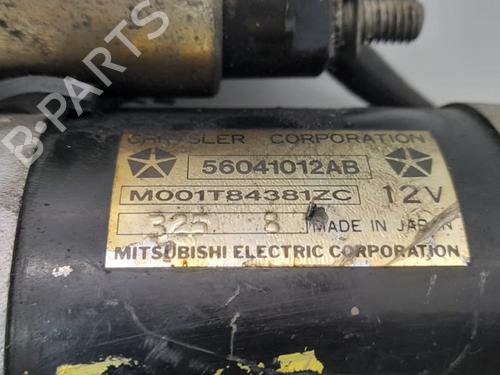 CHRYSLER CORPORATION
56041012AB
M001T84381ZC 12V
325 8 MADE IN JAPAN
MITSUBISHI ELECTRIC CORPORATION
B-PARTS